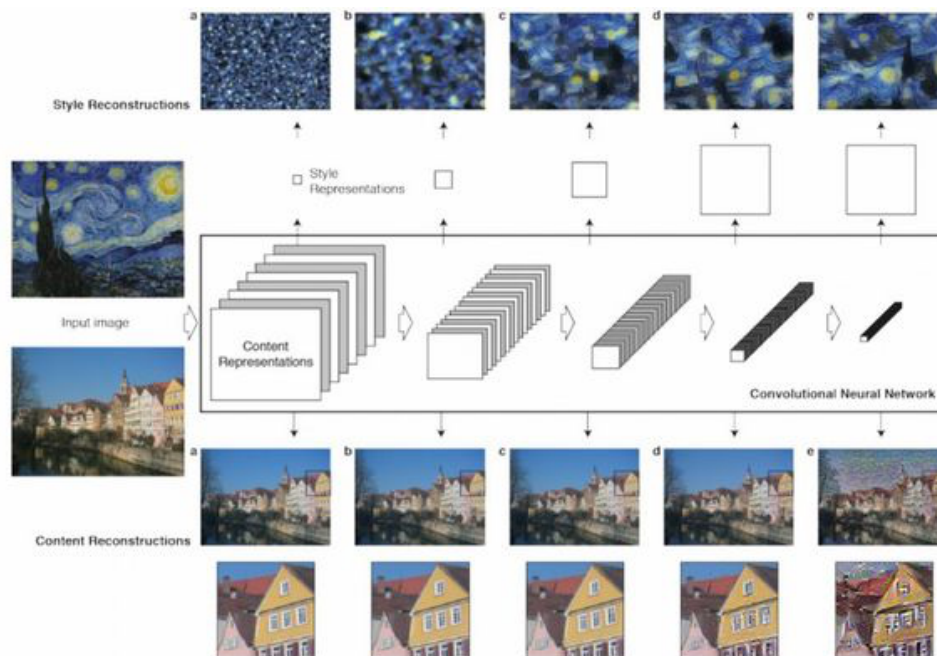 a b c d e
Style Reconstructions
Style
Representations
Input image
Content
Representations
Convolutional Neural Network
a b c d e
Content Reconstructions